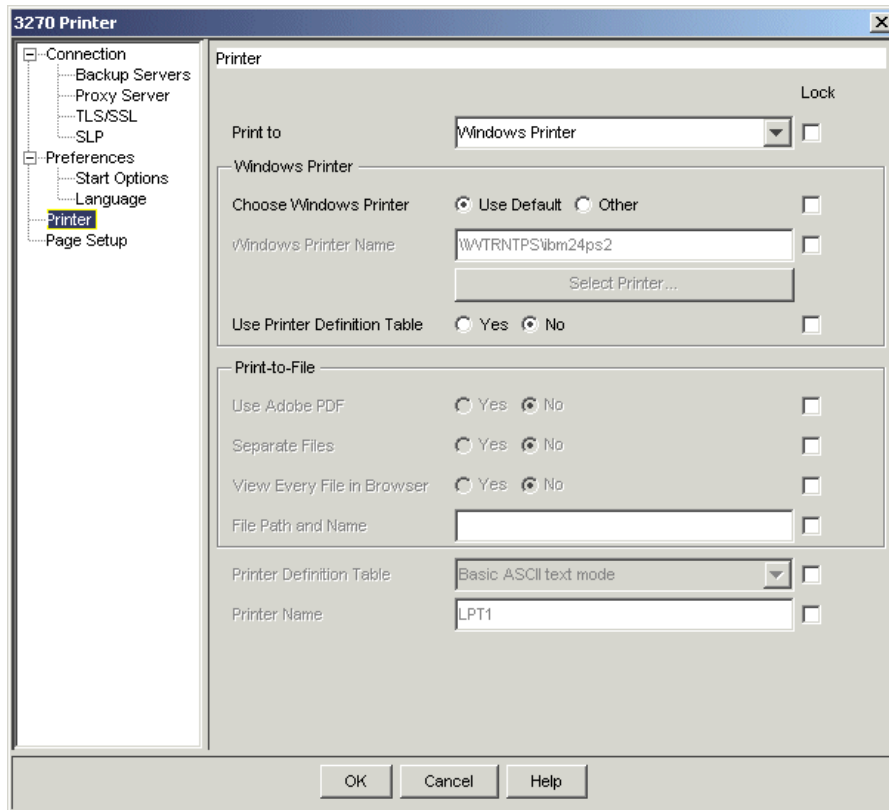 3270 Printer
Connection
Backup Servers
Proxy Server
TLS/SSL
SLP
Preferences
Start Options
Language
Printer
Page Setup
Printer
Lock
Print to Windows Printer
Windows Printer
Choose Windows Printer Use Default Other
Windows Printer Name \\WTRNTPS\ibm24ps2
Select Printer...
Use Printer Definition Table Yes No
Print-to-File
Use Adobe PDF Yes No
Separate Files Yes No
View Every File in Browser Yes No
File Path and Name
Printer Definition Table Basic ASCII text mode
Printer Name LPT1
OK Cancel Help